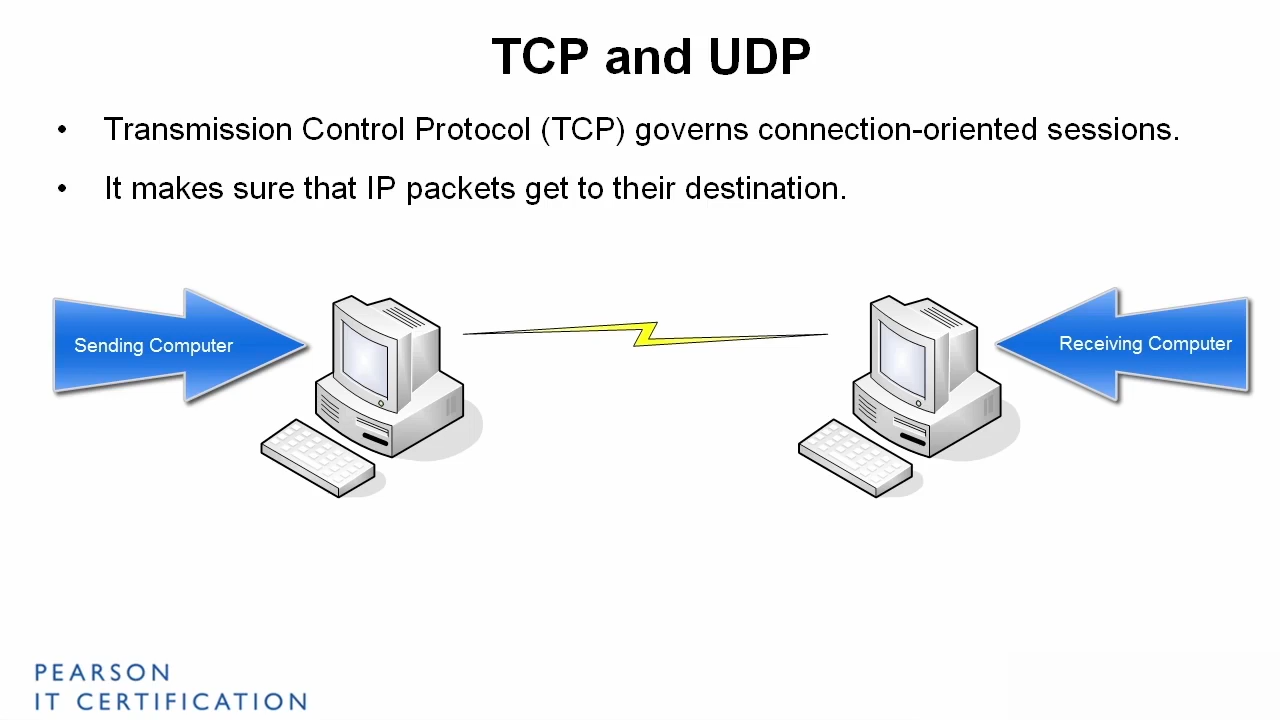 TCP and UDP
• Transmission Control Protocol (TCP) governs connection-oriented sessions.
• It makes sure that IP packets get to their destination.
Sending Computer
Receiving Computer
PEARSON
IT CERTIFICATION